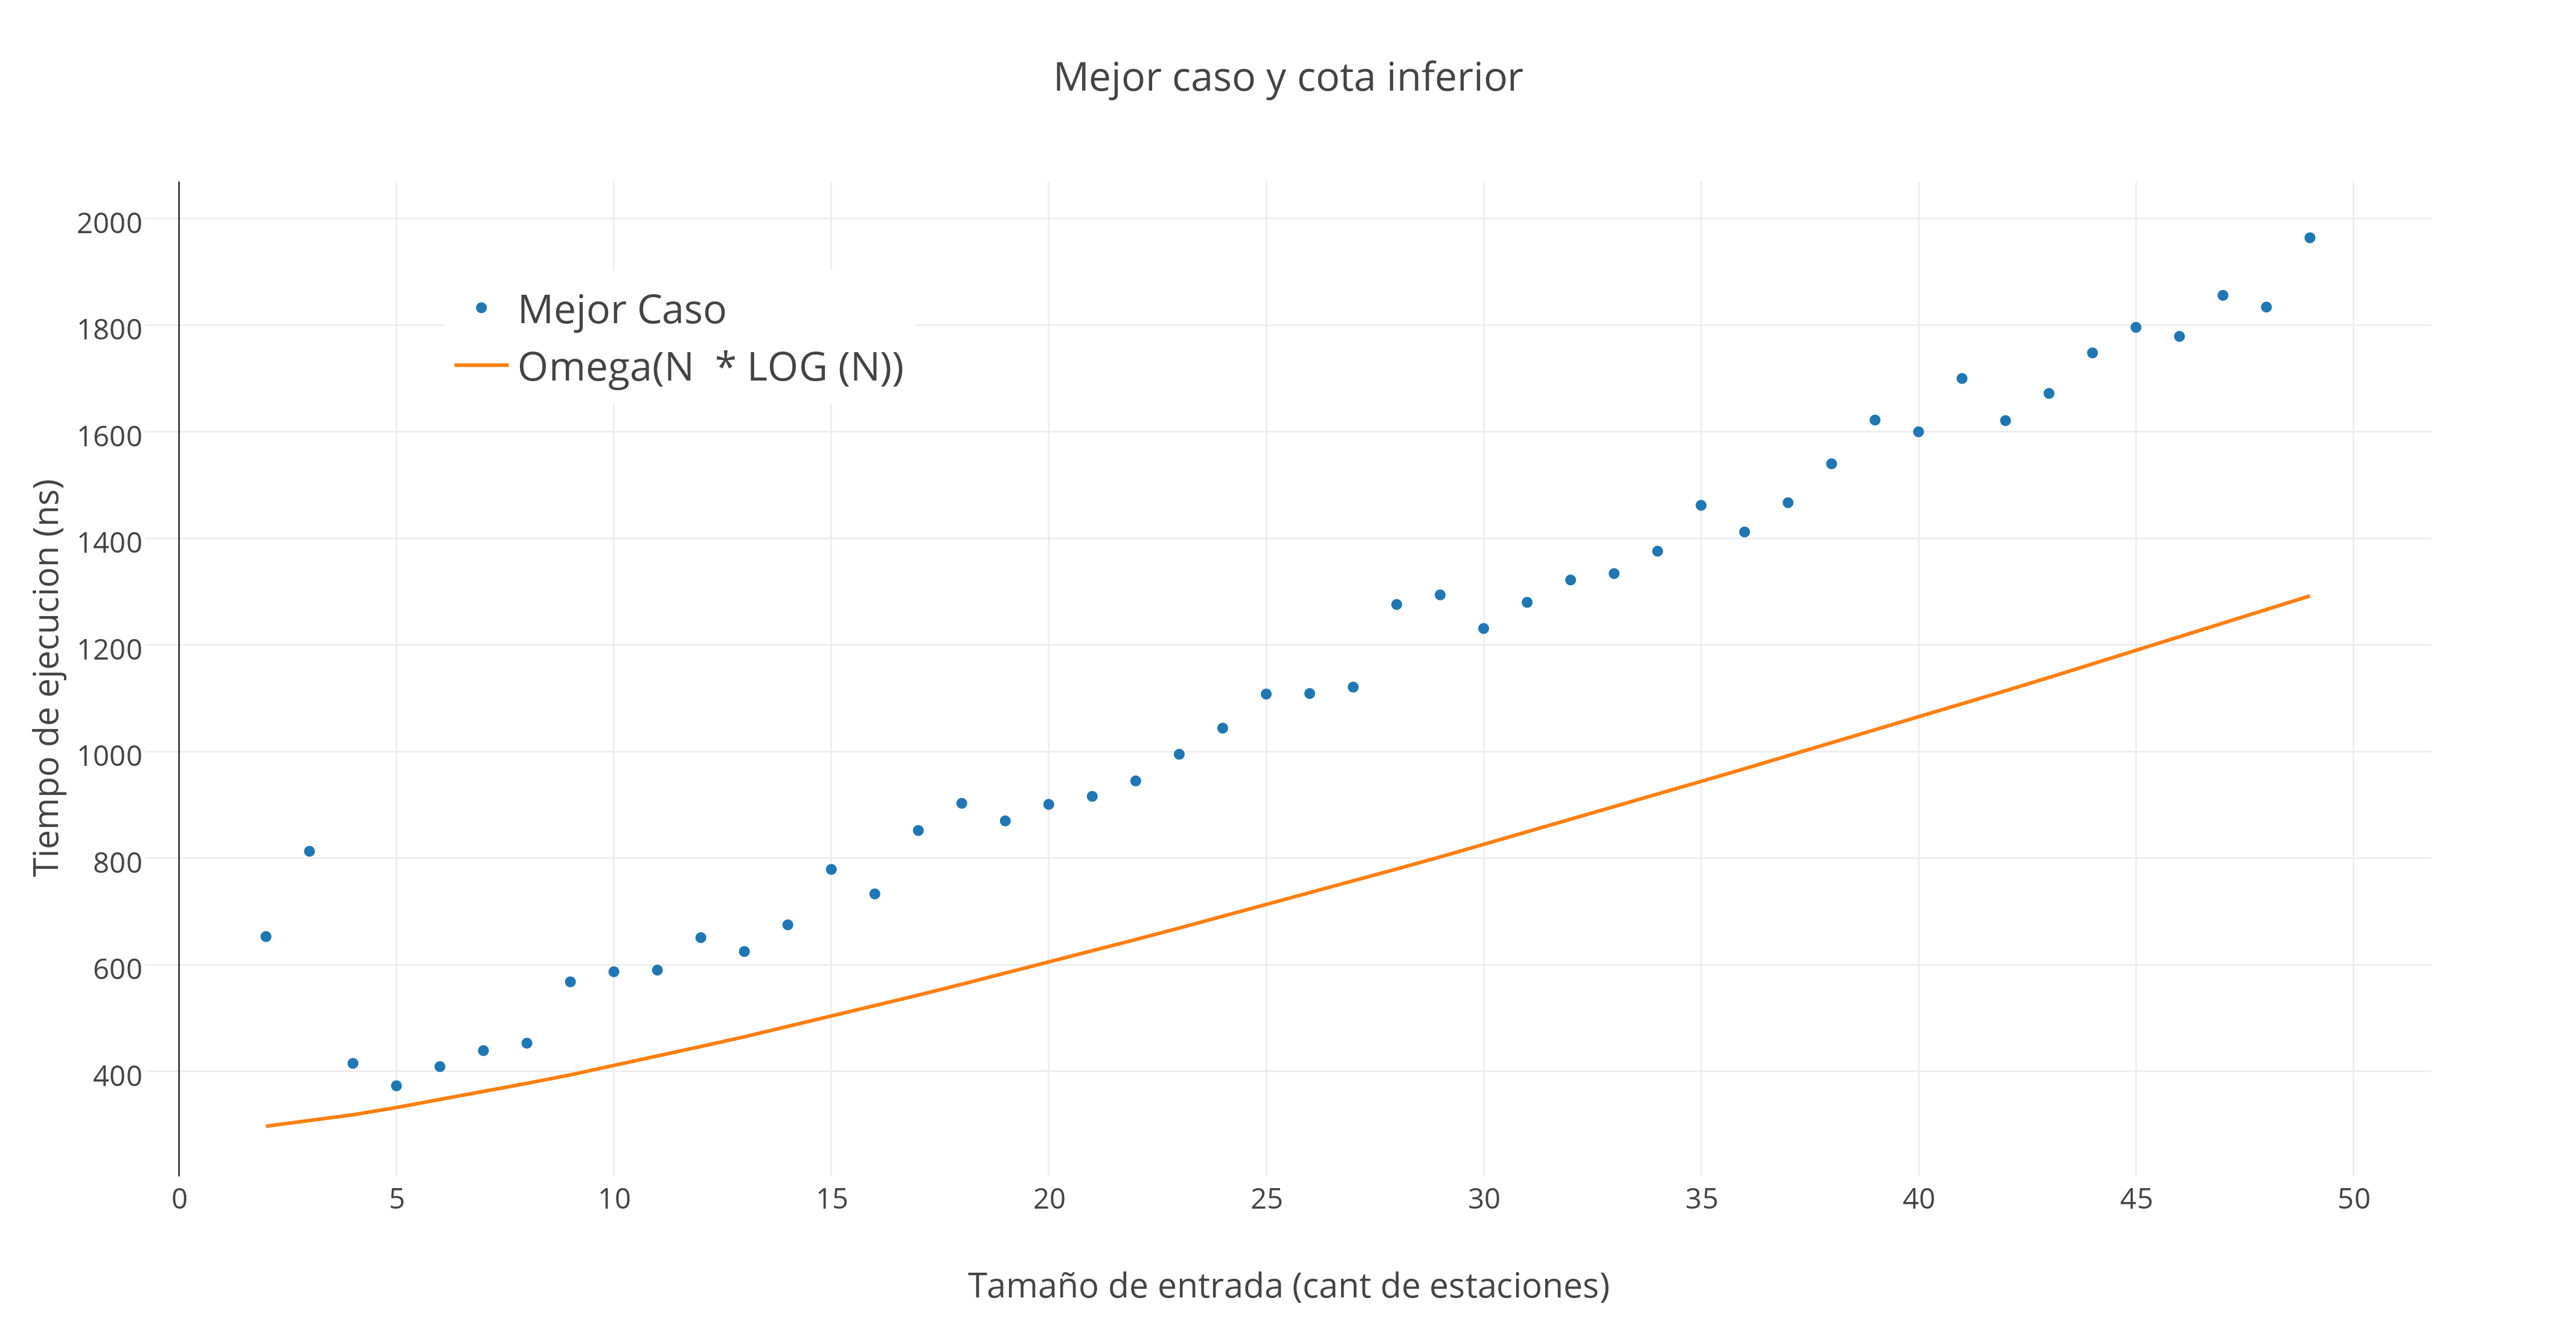 Mejor caso y cota inferior
Mejor Caso
Omega(N * LOG (N))
Tiempo de ejecucion (ns)
2000
1800
1600
1400
1200
1000
800
600
400
0 5 10 15 20 25 30 35 40 45 50
Tamaño de entrada (cant de estaciones)